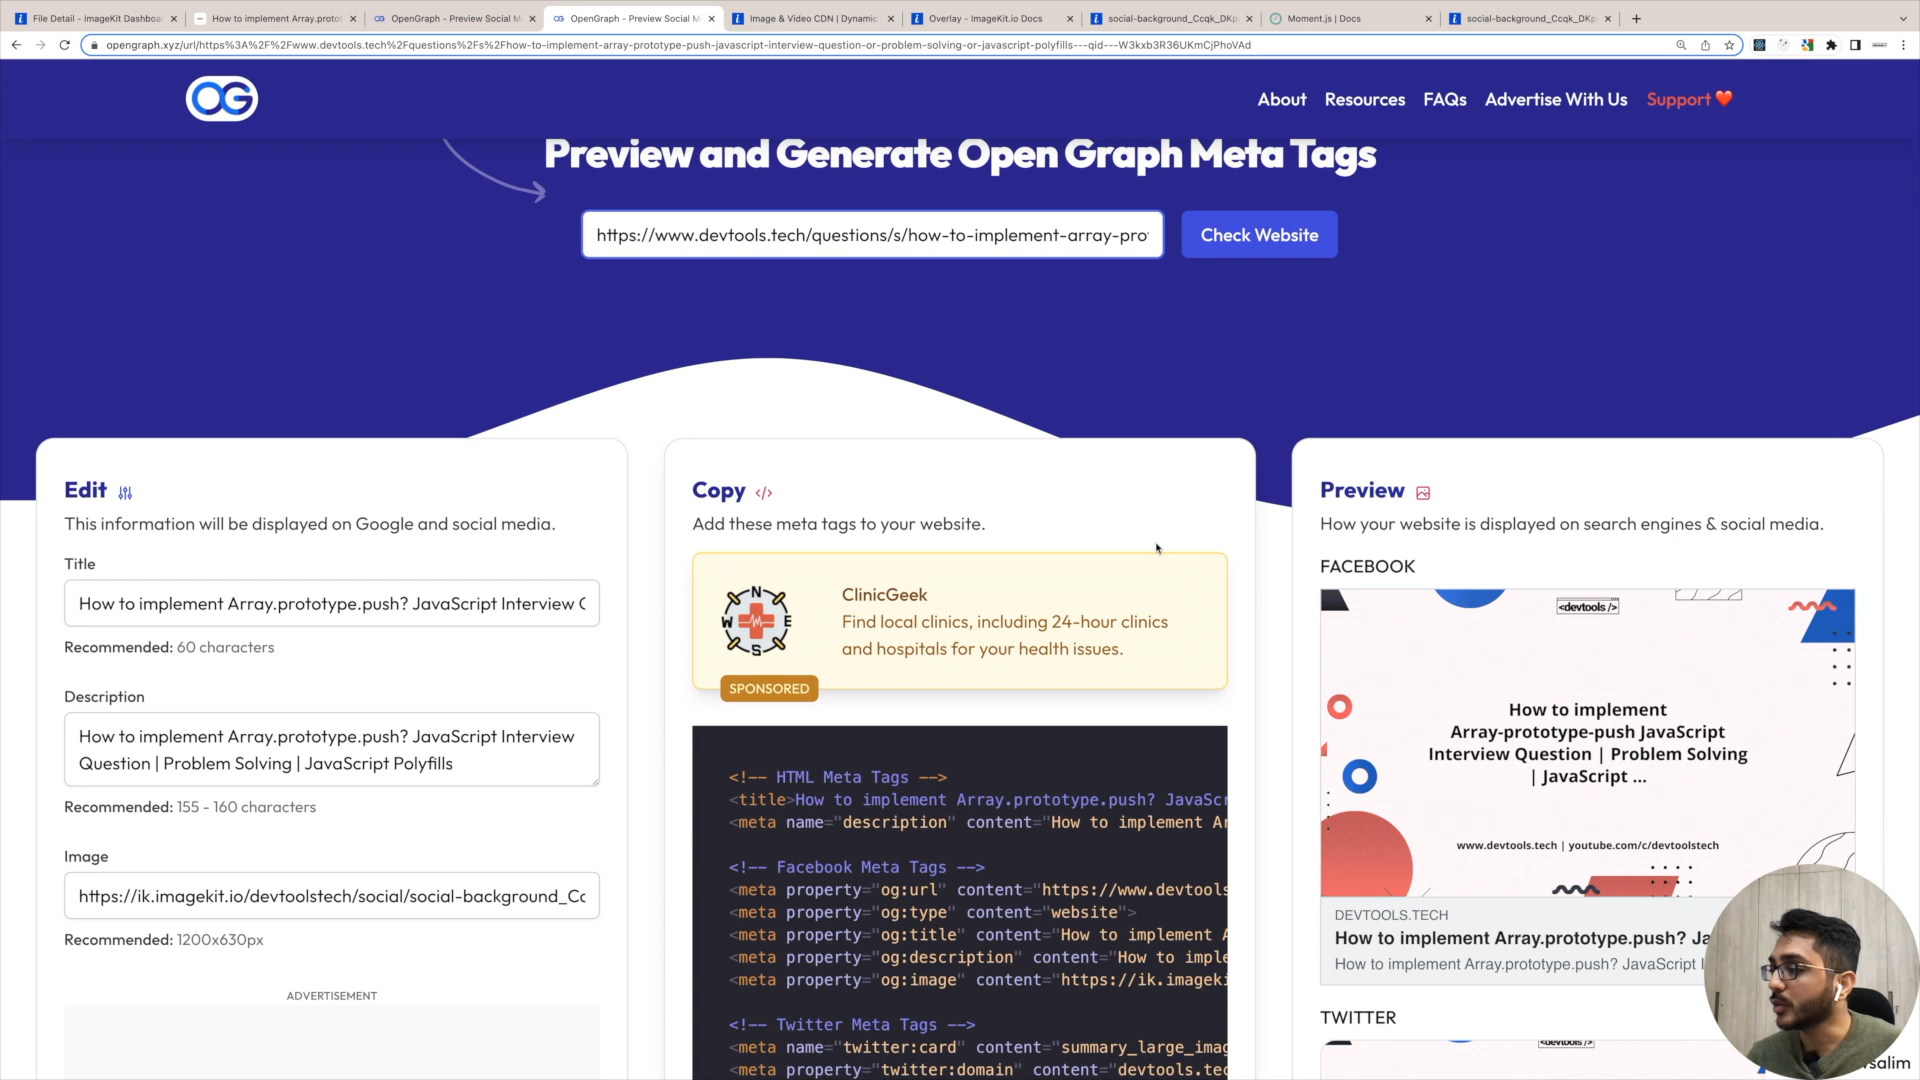 File Detail - ImageKit Dashboa
How to implement Array.protot
OpenGraph - Preview Social M
OpenGraph - Preview Social M
Image & Video CDN | Dynamic
Overlay - ImageKit.io Docs
social-background_Ccqk_DKp
Moment.js | Docs
social-background_Ccqk_DKp
opengraph.xyz/url/https%3A%2F%2Fwww.devtools.tech%2Fquestions%2Fs%2Fhow-to-implement-array-prototype-push-javascript-interview-question-or-problem-solving-or-javascript-polyfills---qid---W3kxb3R36UKmCjPhoVAd
OG
About
Resources
FAQs
Advertise With Us
Support
Preview and Generate Open Graph Meta Tags
https://www.devtools.tech/questions/s/how-to-implement-array-pro
Check Website
Edit
This information will be displayed on Google and social media.
Title
How to implement Array.prototype.push? JavaScript Interview
Recommended: 60 characters
Description
How to implement Array.prototype.push? JavaScript Interview
Question | Problem Solving | JavaScript Polyfills
Recommended: 155 - 160 characters
Image
https://ik.imagekit.io/devtoolstech/social/social-background_Cc
Recommended: 1200x630px
ADVERTISEMENT
Copy </>
Add these meta tags to your website.
N
W E
S
ClinicGeek
Find local clinics, including 24-hour clinics
and hospitals for your health issues.
SPONSORED
<!-- HTML Meta Tags -->
<title>How to implement Array.prototype.push? JavaScr
<meta name="description" content="How to implement Ar
<!-- Facebook Meta Tags -->
<meta property="og:url" content="https://www.devtools
<meta property="og:type" content="website">
<meta property="og:title" content="How to implement A
<meta property="og:description" content="How to imple
<meta property="og:image" content="https://ik.imageki
<!-- Twitter Meta Tags -->
<meta name="twitter:card" content="summary_large_imag
<meta property="twitter:domain" content="devtools.tec
Preview
How your website is displayed on search engines & social media.
FACEBOOK
<devtools />
How to implement
Array-prototype-push JavaScript
Interview Question | Problem Solving
| JavaScript ...
www.devtools.tech | youtube.com/c/devtoolstech
DEVTOOLS.TECH
How to implement Array.prototype.push? Ja
How to implement Array.prototype.push? JavaScript I
TWITTER
<devtools />
salim